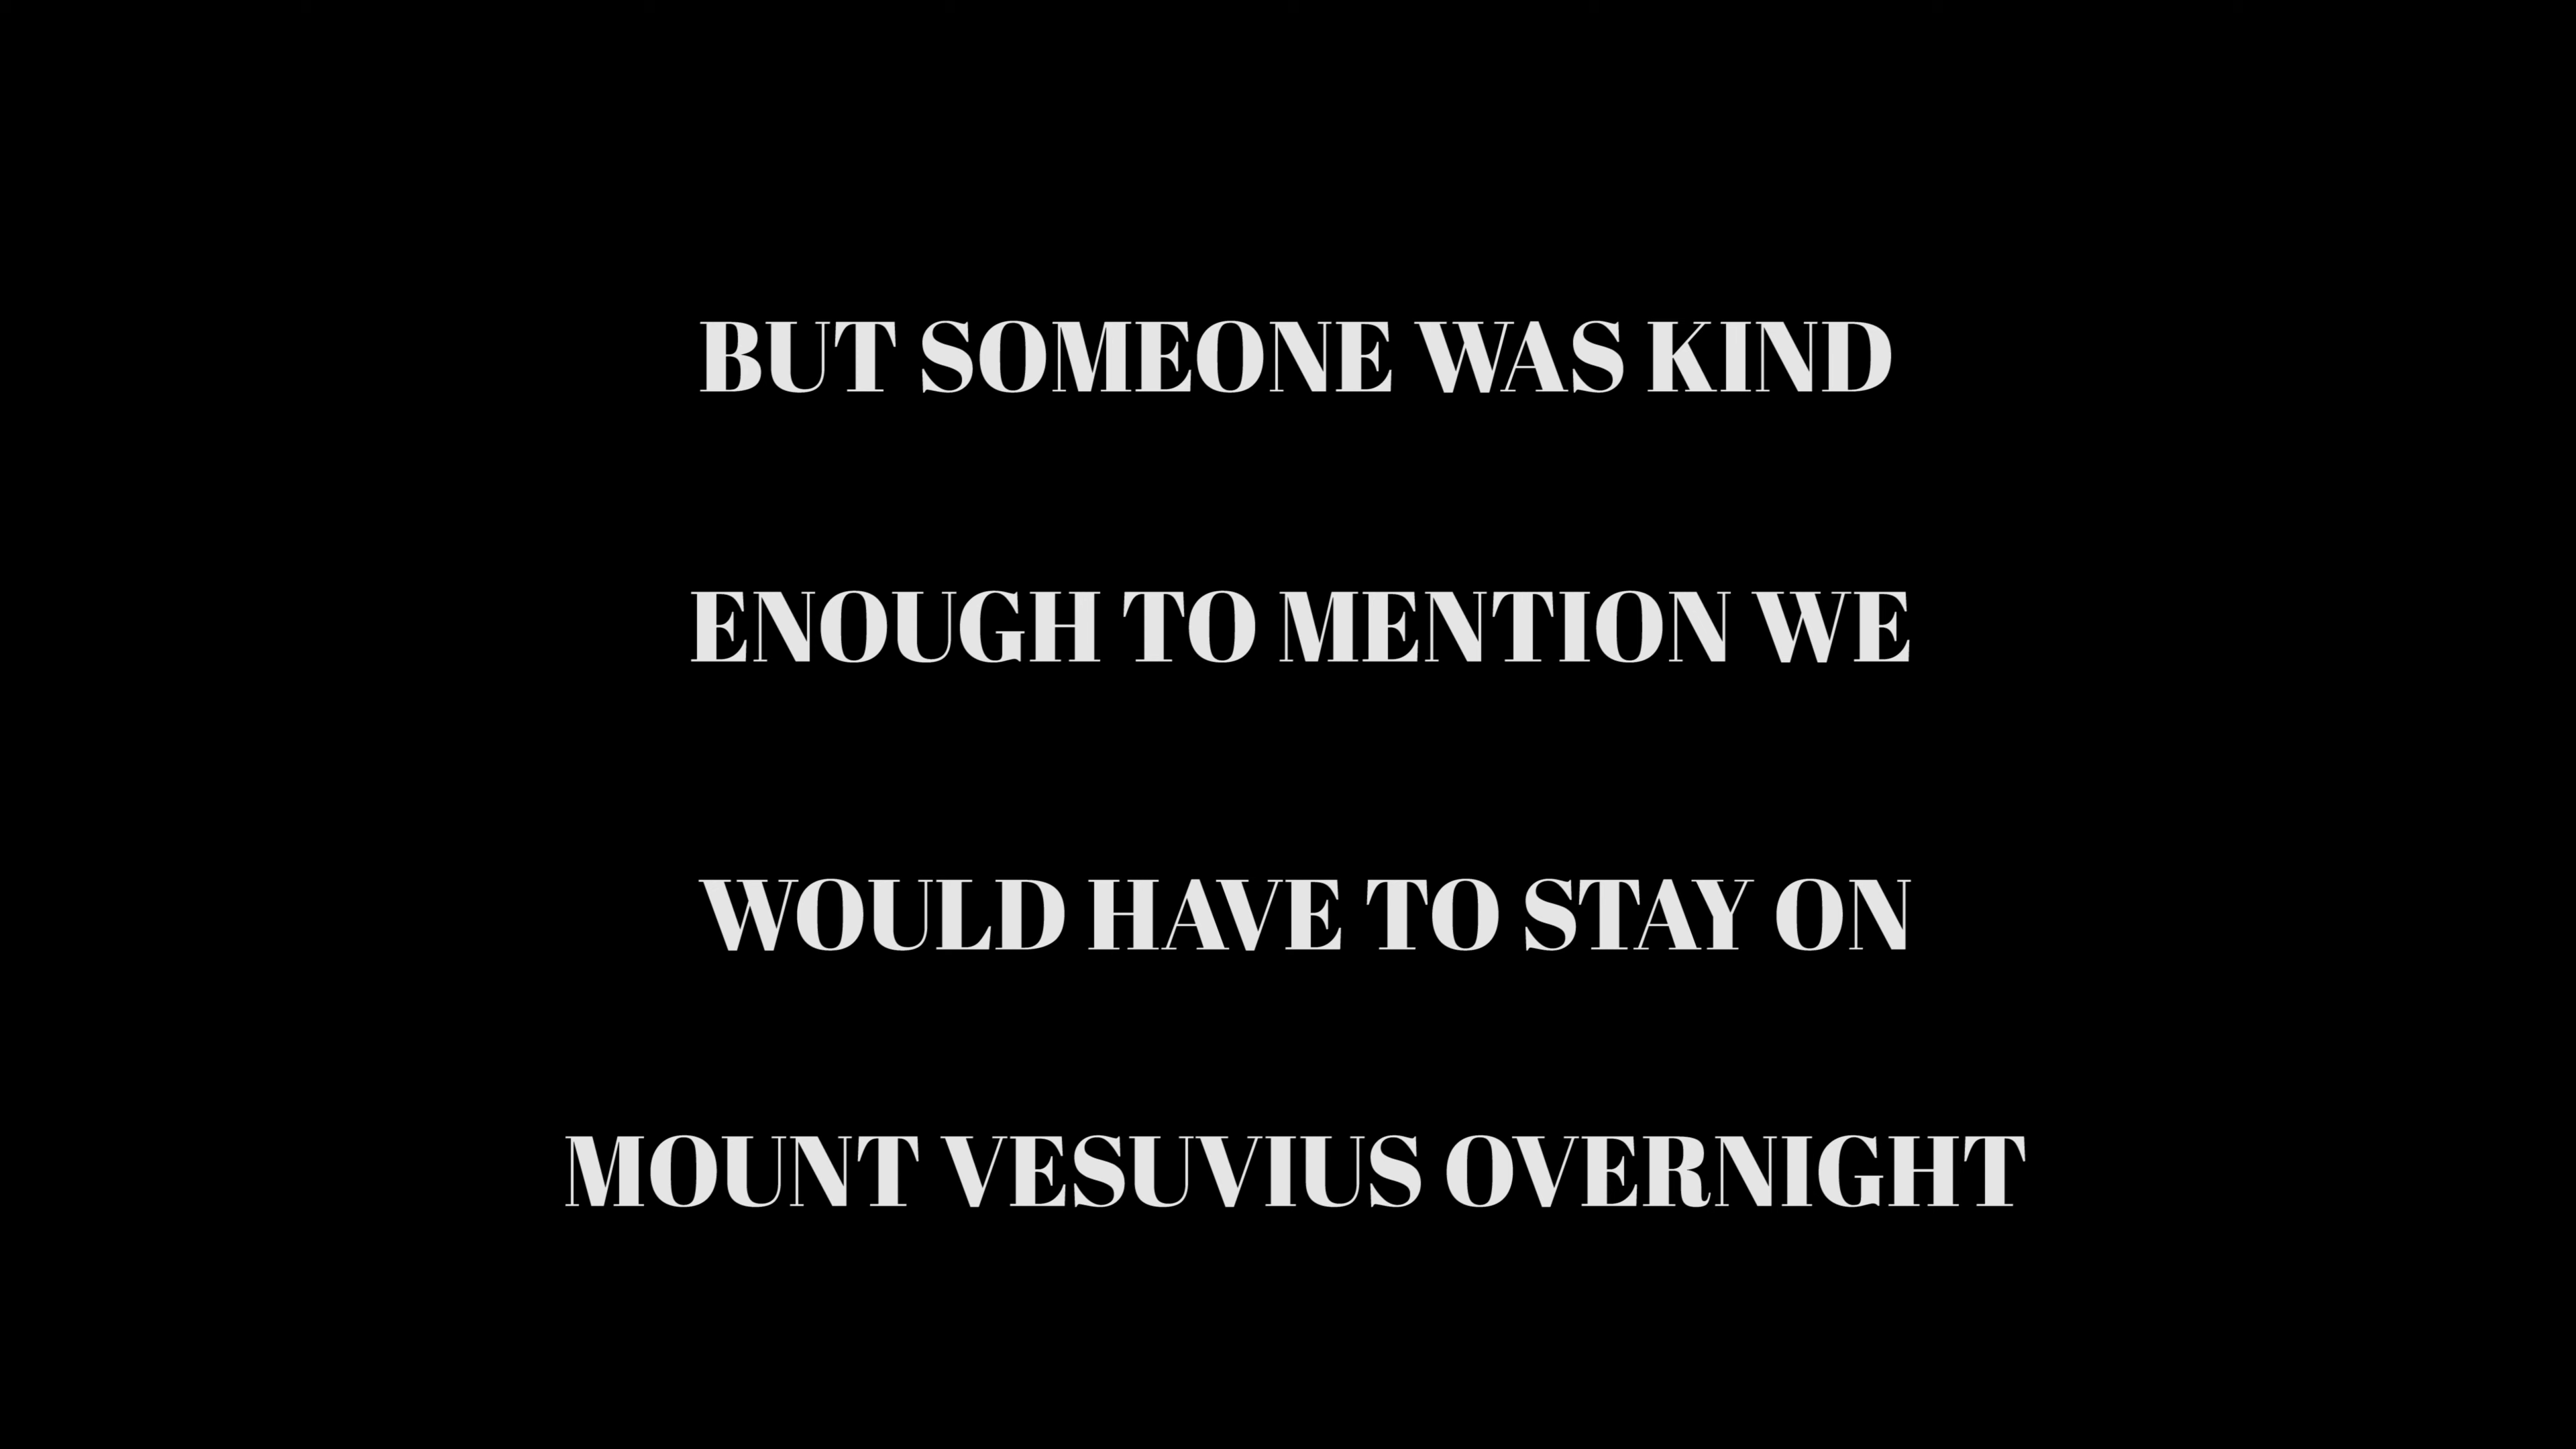 BUT SOMEONE WAS KIND
ENOUGH TO MENTION WE
WOULD HAVE TO STAY ON
MOUNT VESUVIUS OVERNIGHT